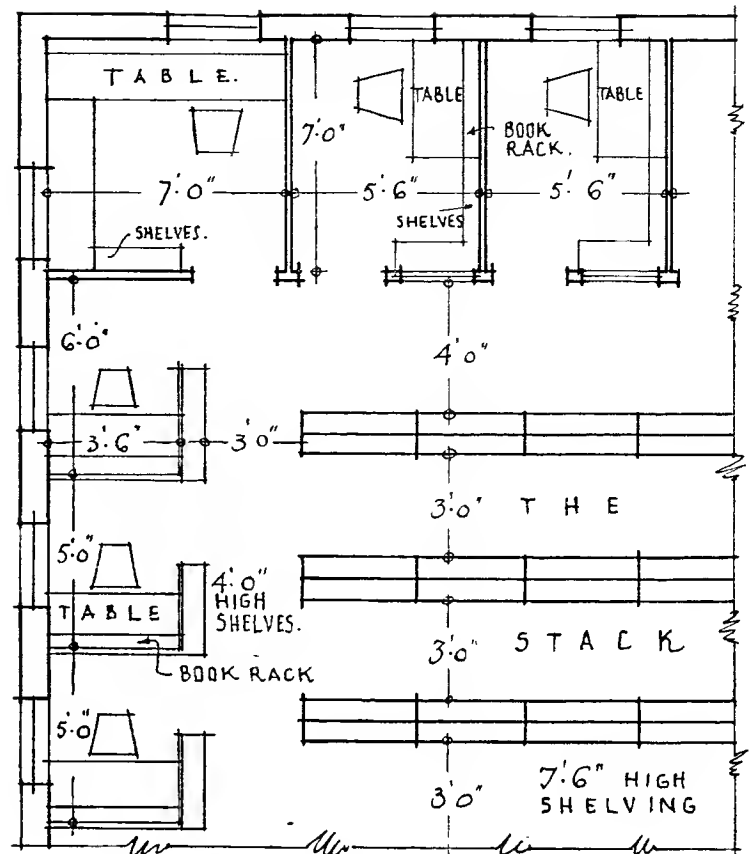 TABLE.
TABLE
TABLE
7'0"
BOOK
RACK.
7'0"
5'6"
5'6"
SHELVES
SHELVES.
6'0"
4'0"
3'6"
3'0"
3'0"
THE
5'0"
4'0"
HIGH
SHELVES.
TABLE
3'0"
STACK
BOOK RACK
5'0"
3'0"
7'6" HIGH
SHELVING